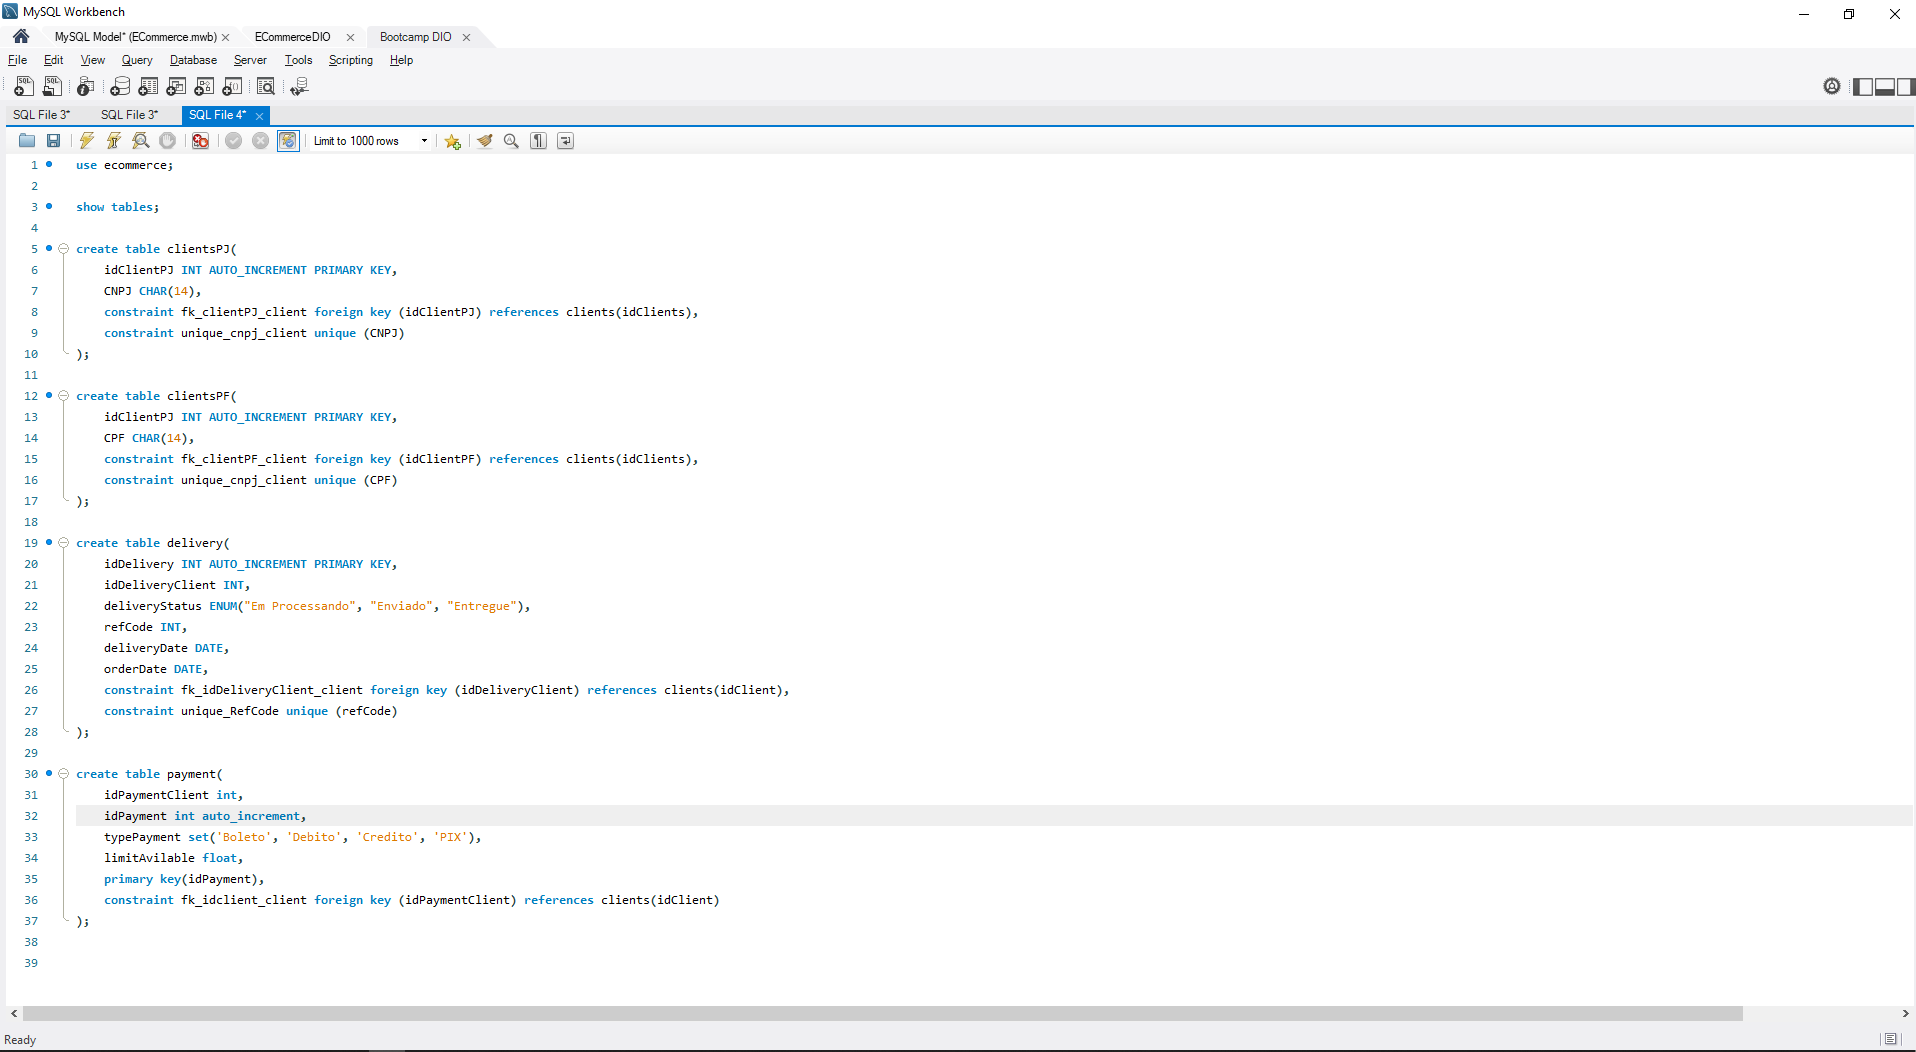 MySQL Workbench
MySQL Model* (ECommerce.mwb) ECommerceDIO Bootcamp DIO
File Edit View Query Database Server Tools Scripting Help
SQL File 3* SQL File 3* SQL File 4*
Limit to 1000 rows
1 use ecommerce;
2
3 show tables;
4
5 create table clientsPJ(
6 idClientPJ INT AUTO_INCREMENT PRIMARY KEY,
7 CNPJ CHAR(14),
8 constraint fk_clientPJ_client foreign key (idClientPJ) references clients(idClients),
9 constraint unique_cnpj_client unique (CNPJ)
10 );
11
12 create table clientsPF(
13 idClientPJ INT AUTO_INCREMENT PRIMARY KEY,
14 CPF CHAR(14),
15 constraint fk_clientPF_client foreign key (idClientPF) references clients(idClients),
16 constraint unique_cnpj_client unique (CPF)
17 );
18
19 create table delivery(
20 idDelivery INT AUTO_INCREMENT PRIMARY KEY,
21 idDeliveryClient INT,
22 deliveryStatus ENUM("Em Processando", "Enviado", "Entregue"),
23 refCode INT,
24 deliveryDate DATE,
25 orderDate DATE,
26 constraint fk_idDeliveryClient_client foreign key (idDeliveryClient) references clients(idClient),
27 constraint unique_RefCode unique (refCode)
28 );
29
30 create table payment(
31 idPaymentClient int,
32 idPayment int auto_increment,
33 typePayment set('Boleto', 'Debito', 'Credito', 'PIX'),
34 limitAvilable float,
35 primary key(idPayment),
36 constraint fk_idclient_client foreign key (idPaymentClient) references clients(idClient)
37 );
38
39
Ready